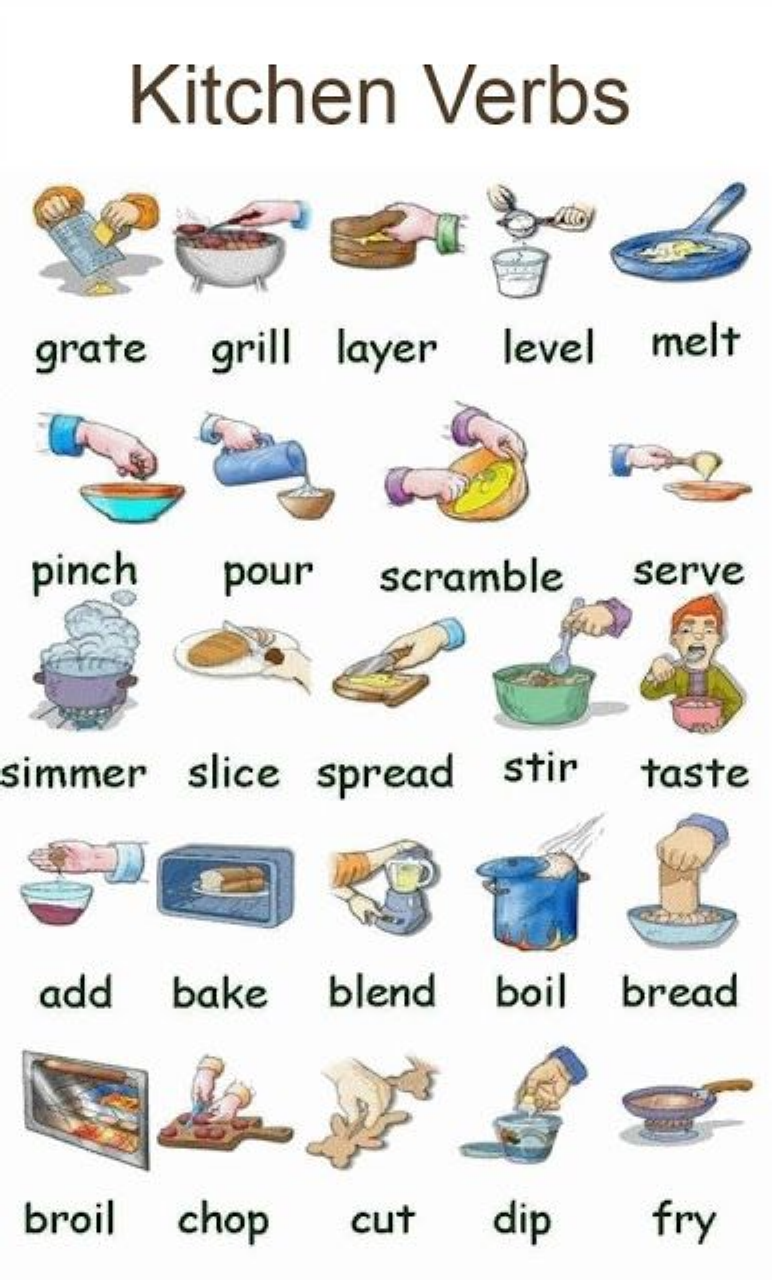 Kitchen Verbs
grate grill layer level melt
pinch pour scramble serve
simmer slice spread stir taste
add bake blend boil bread
broil chop cut dip fry